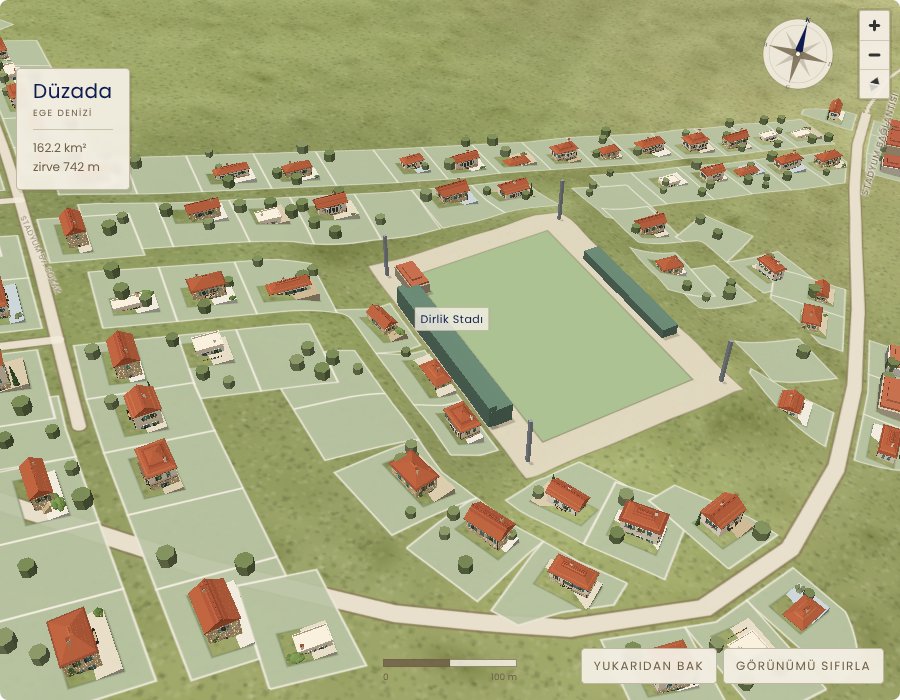 Düzada
EGE DENİZİ
162.2 km²
zirve 742 m
N
+
−
Dirlik Stadı
0
100 m
YUKARIDAN BAK
GÖRÜNÜMÜ SIFIRLA